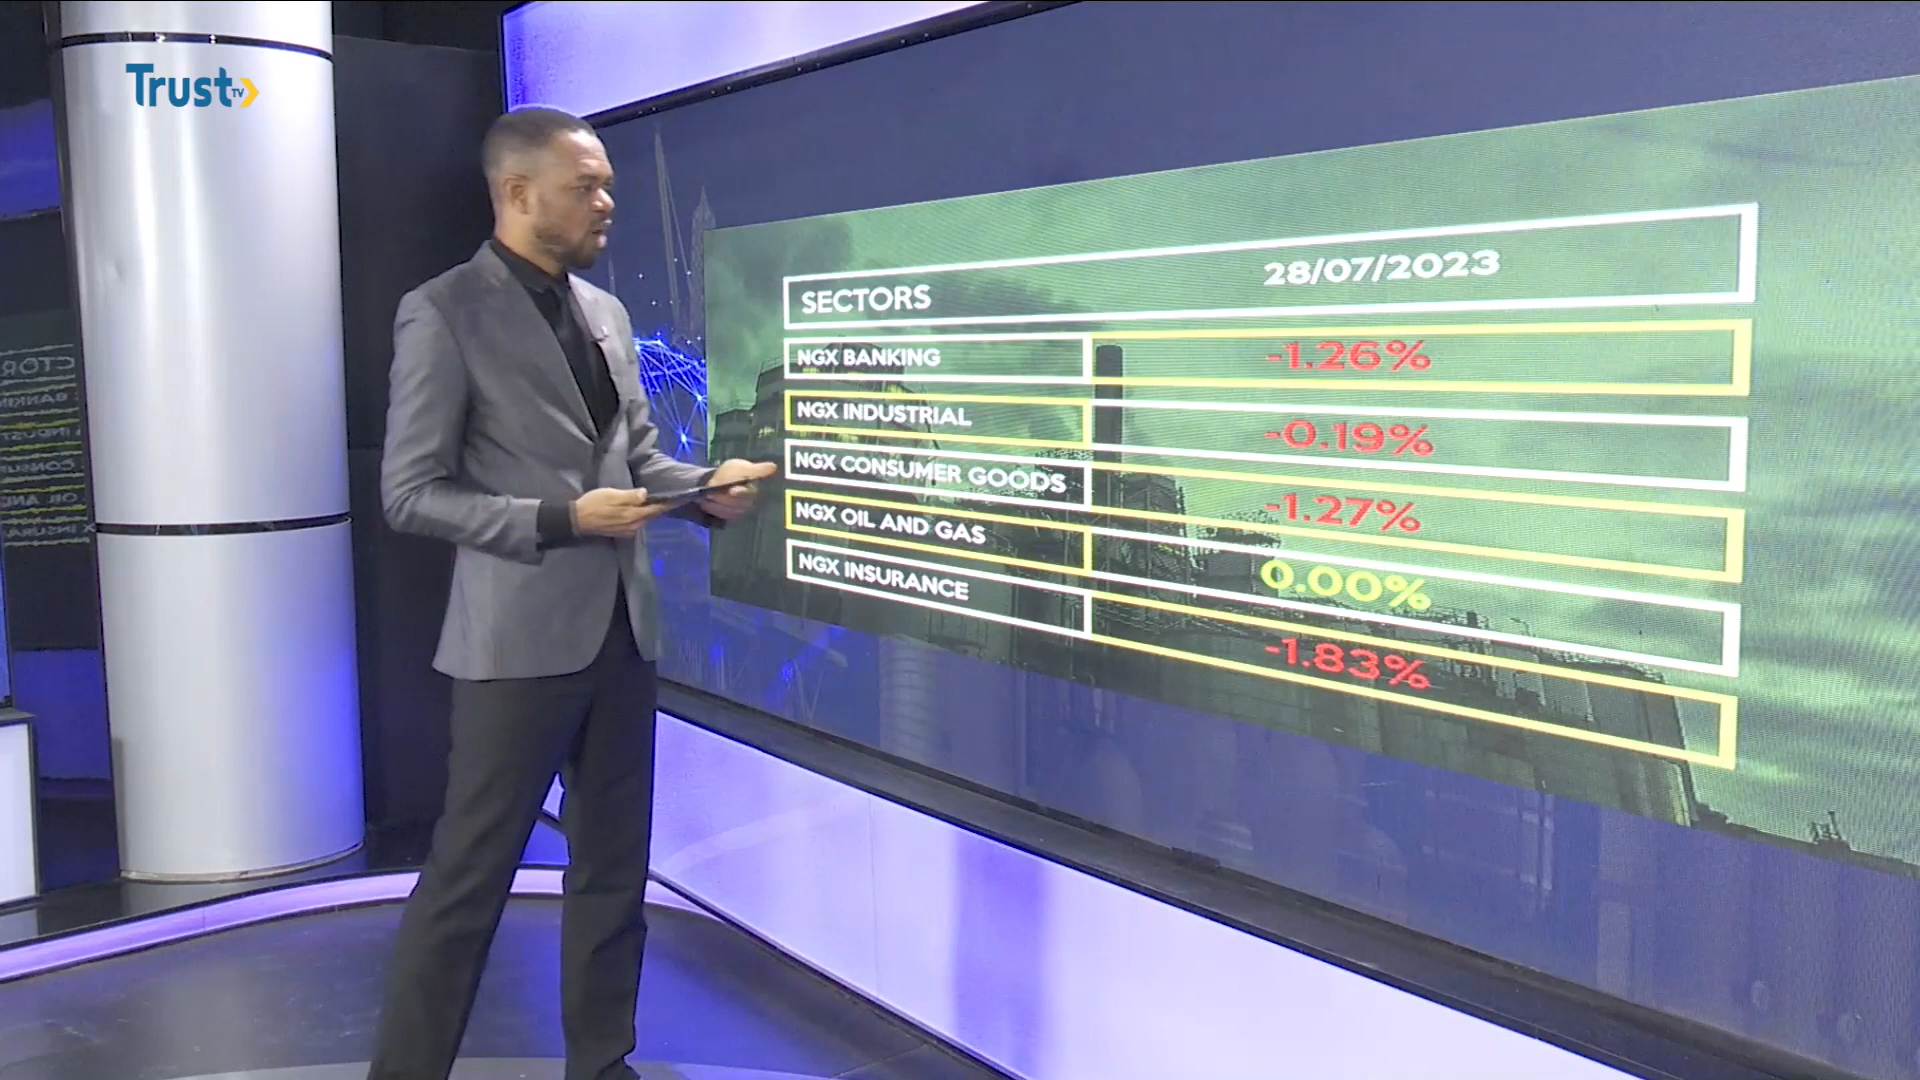 Trust TV
SECTORS 28/07/2023
NGX BANKING -1.26%
NGX INDUSTRIAL -0.19%
NGX CONSUMER GOODS -1.27%
NGX OIL AND GAS 0.00%
NGX INSURANCE -1.83%